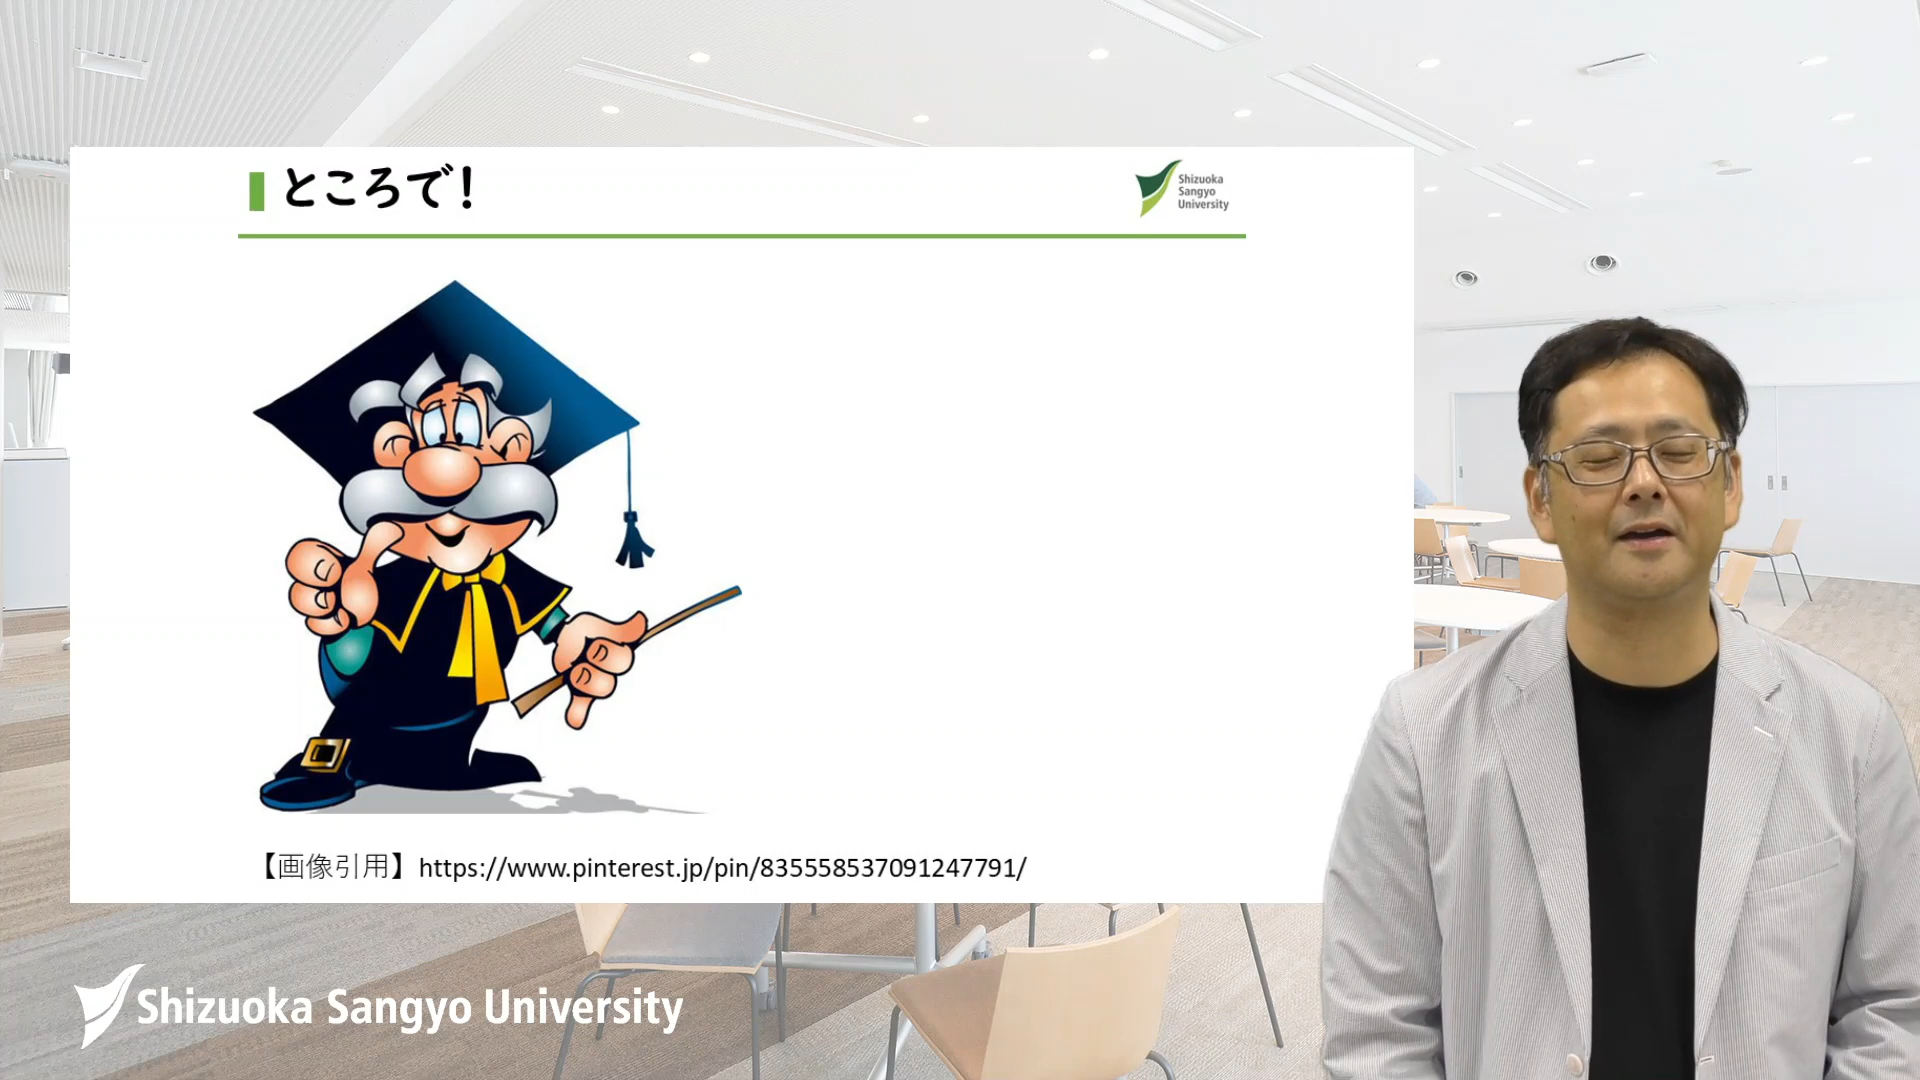 ところで!
Shizuoka
Sangyo
University
【画像引用】https://www.pinterest.jp/pin/835558537091247791/
Shizuoka Sangyo University